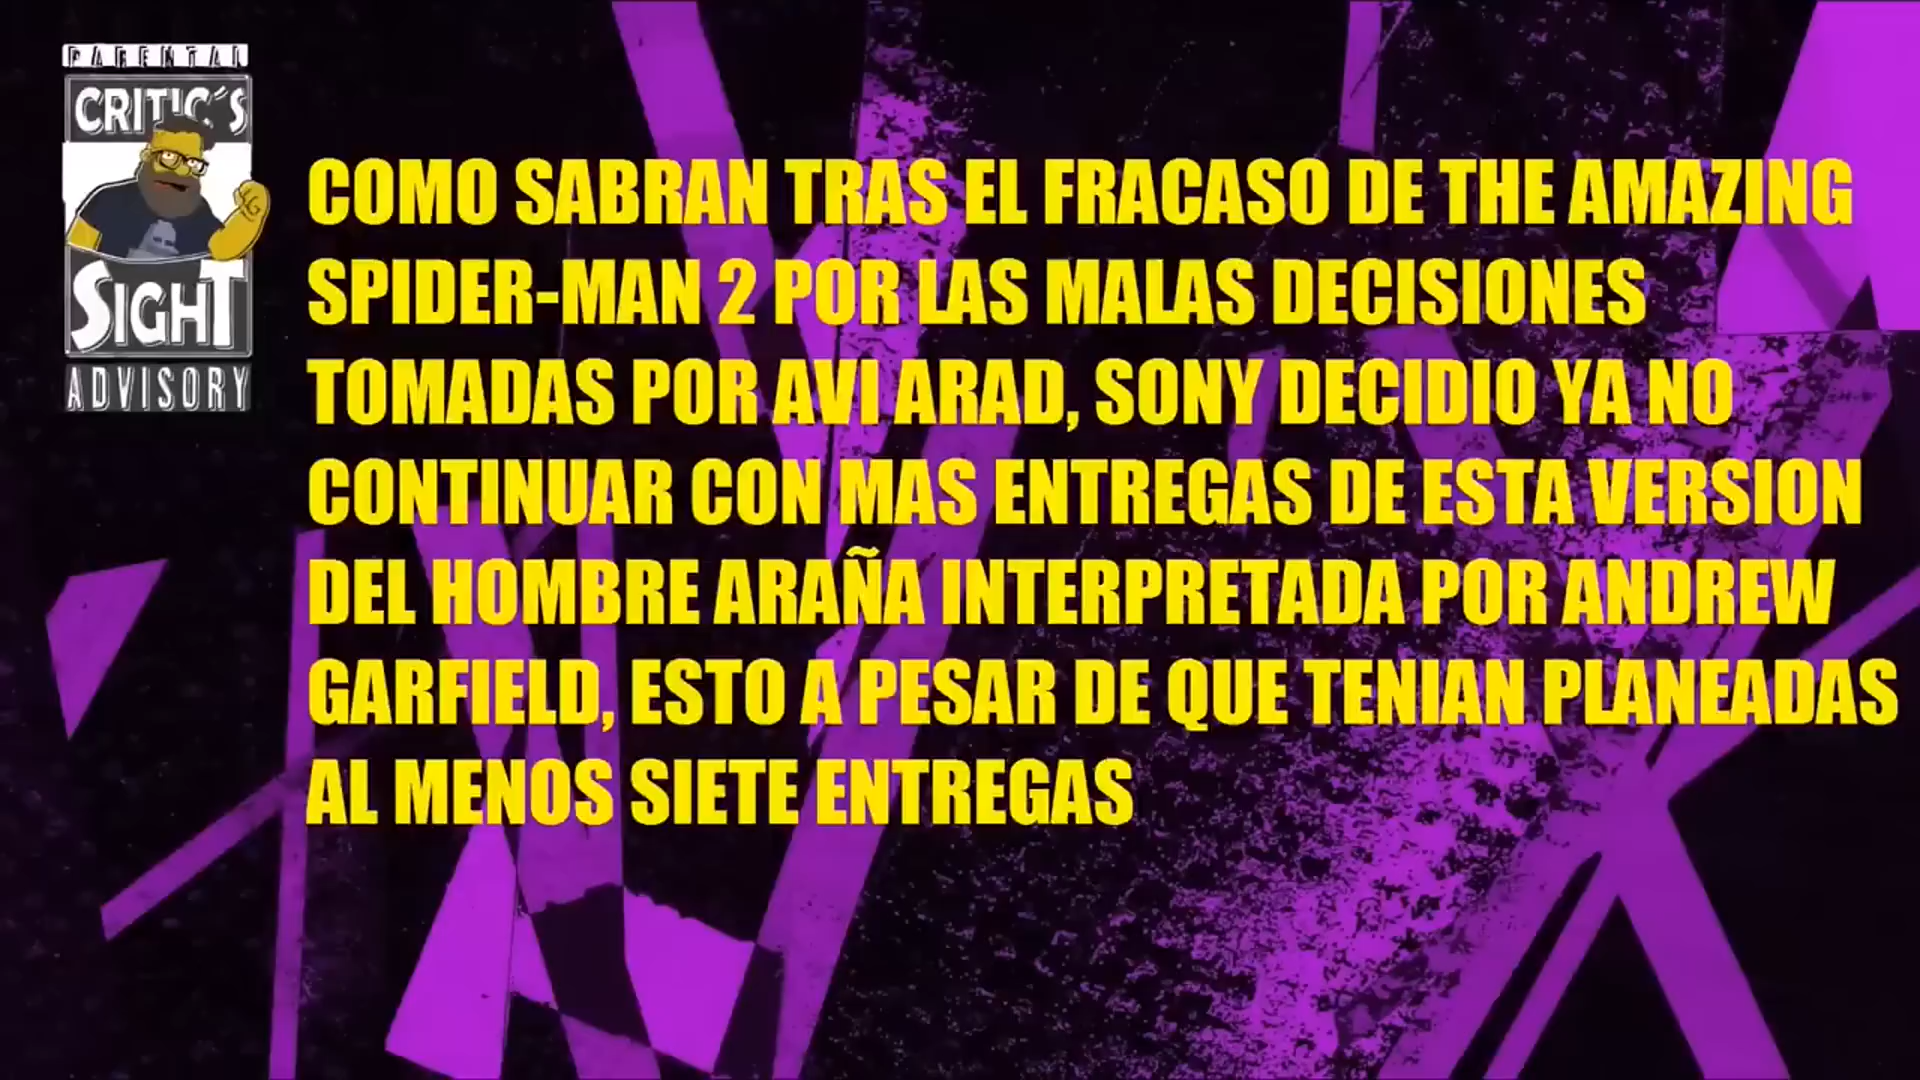 PARENTAL
CRITIC'S
SIGHT
ADVISORY
COMO SABRAN TRAS EL FRACASO DE THE AMAZING
SPIDER-MAN 2 POR LAS MALAS DECISIONES
TOMADAS POR AVI ARAD, SONY DECIDIO YA NO
CONTINUAR CON MAS ENTREGAS DE ESTA VERSION
DEL HOMBRE ARAÑA INTERPRETADA POR ANDREW
GARFIELD, ESTO A PESAR DE QUE TENIAN PLANEADAS
AL MENOS SIETE ENTREGAS